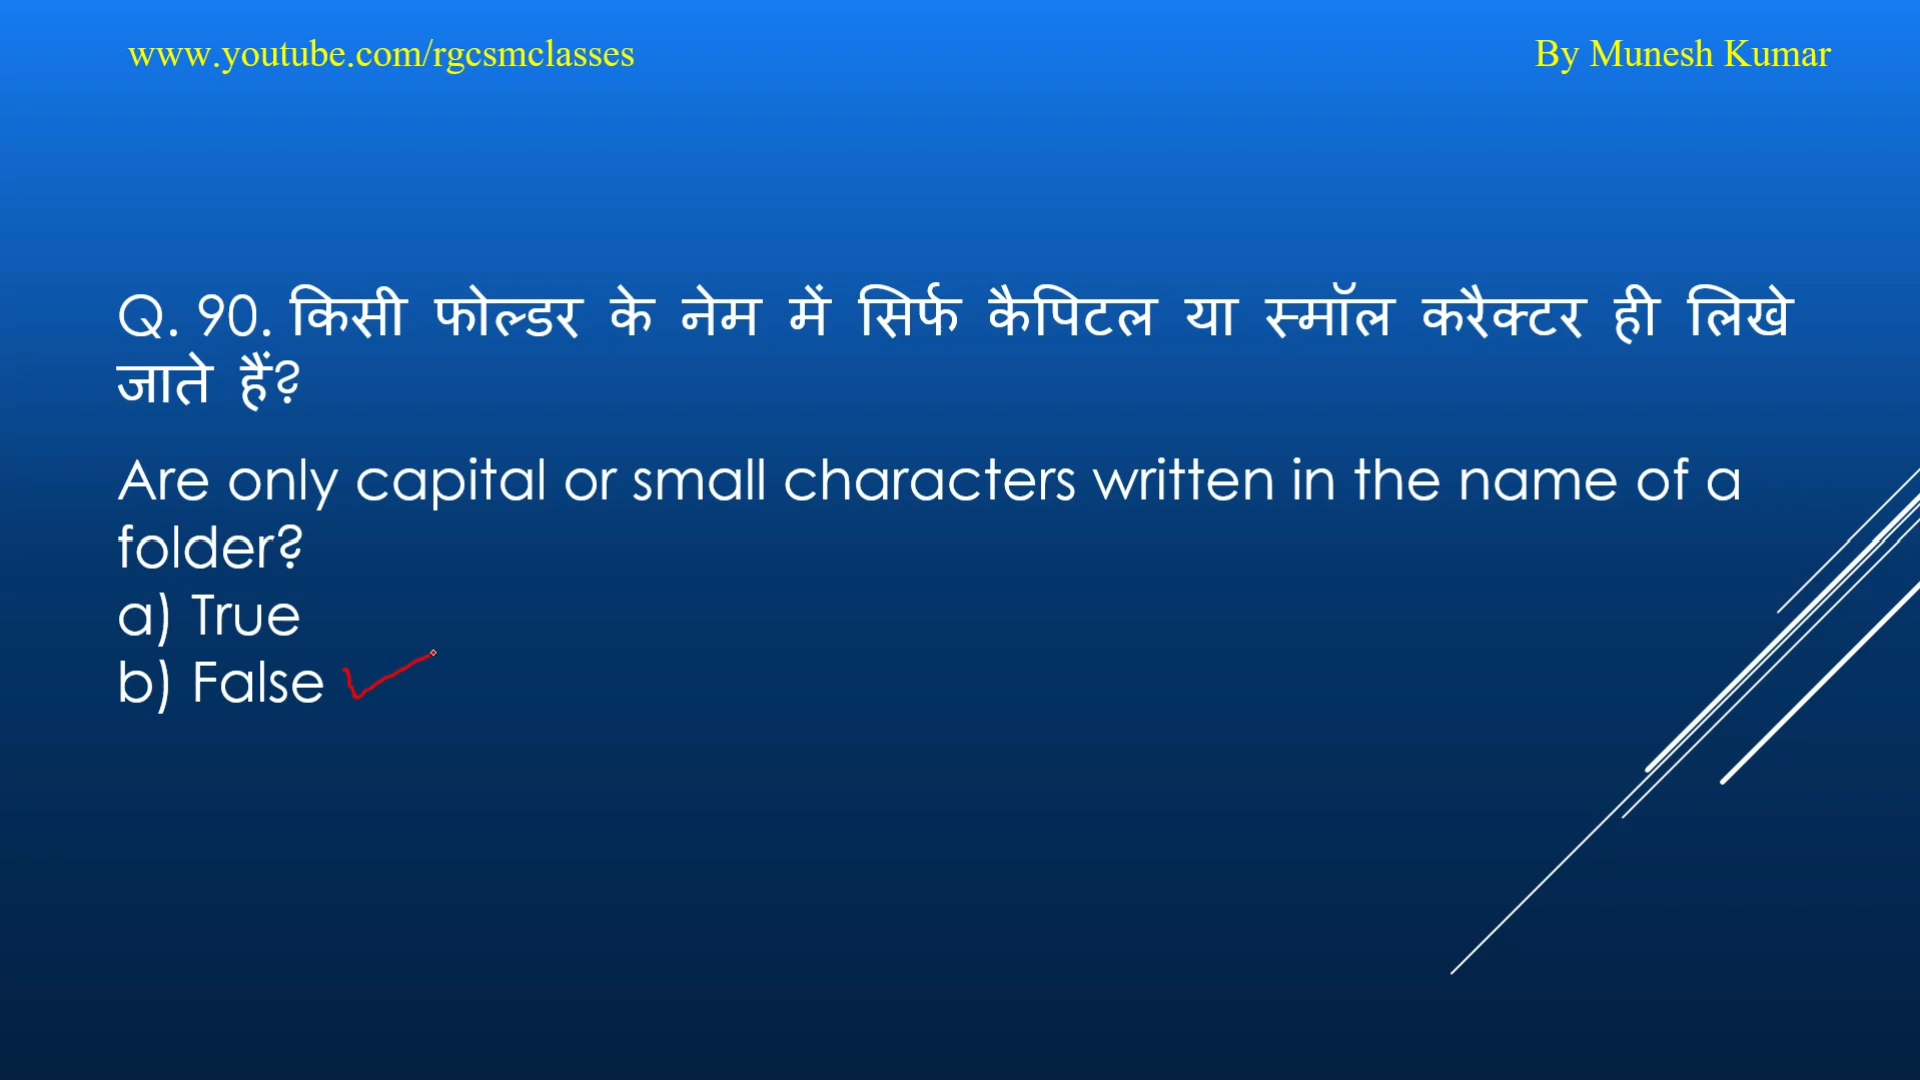 www.youtube.com/rgcsmclasses
By Munesh Kumar
Q. 90. किसी फोल्डर के नेम में सिर्फ कैपिटल या स्मॉल करैक्टर ही लिखे
जाते हैं?
Are only capital or small characters written in the name of a
folder?
a) True
b) False